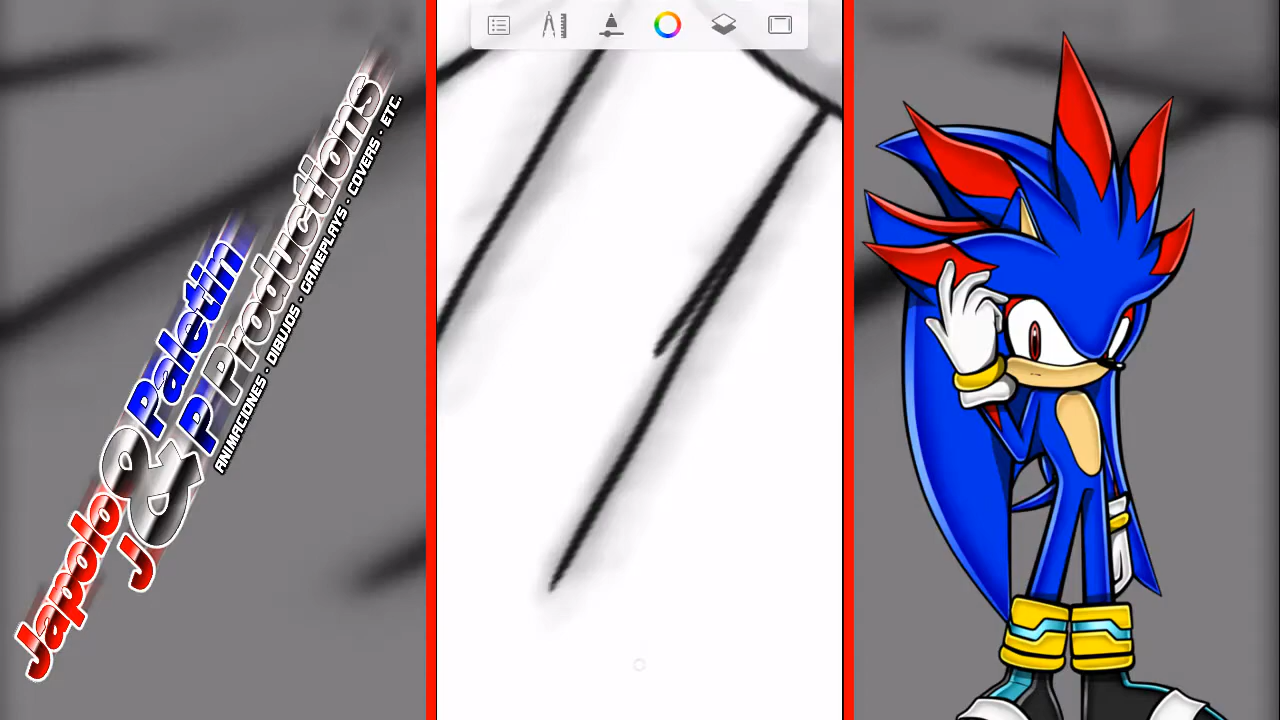 Japolo & Paletin
J & P Productions
ANIMACIONES · DIBUJOS · GAMEPLAYS · COVERS · ETC.